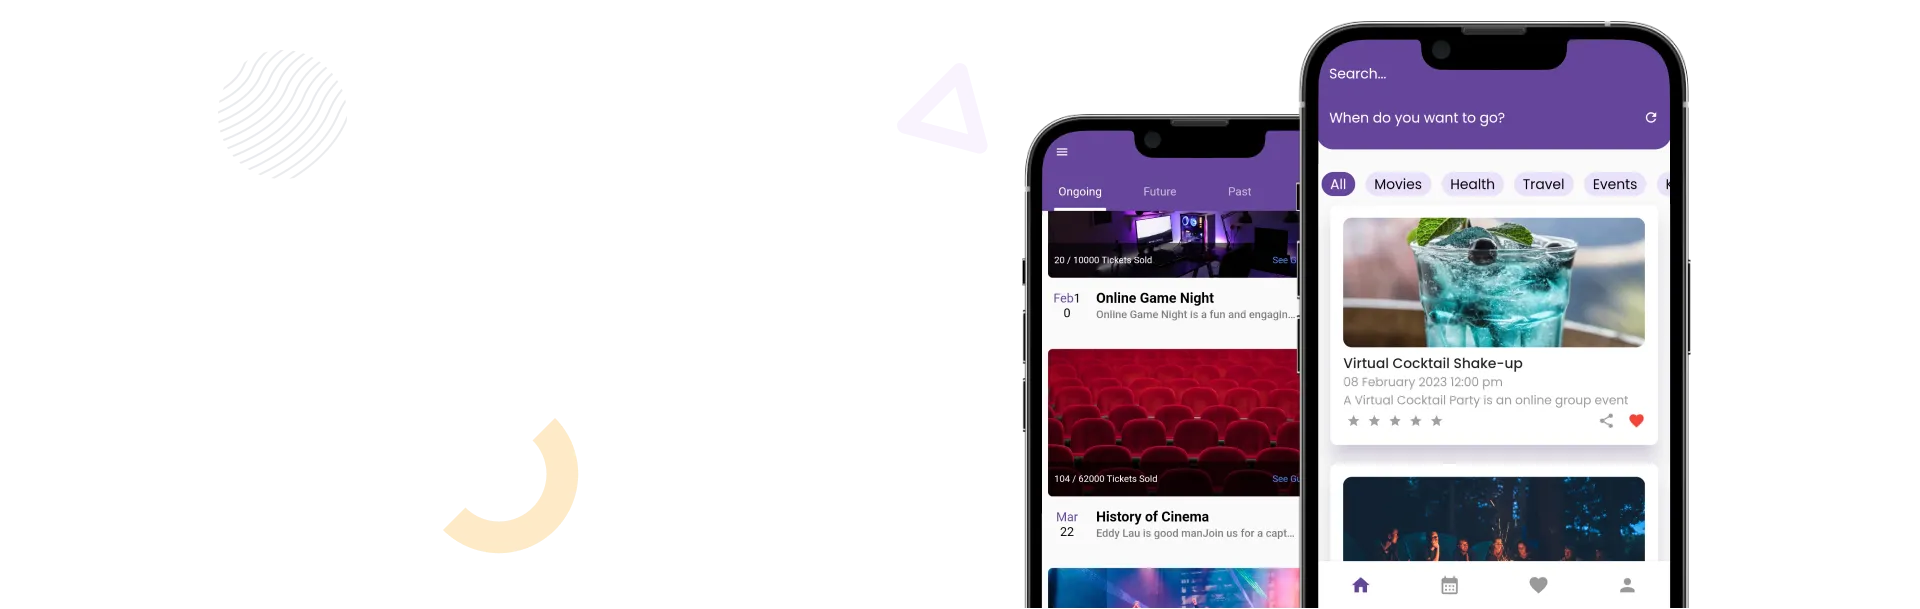 Ongoing
Future
Past
20 / 10000 Tickets Sold
See G
Feb1
0
Online Game Night
Online Game Night is a fun and engagin...
104 / 62000 Tickets Sold
See Gu
Mar
22
History of Cinema
Eddy Lau is good manJoin us for a capt...
Search...
When do you want to go?
All
Movies
Health
Travel
Events
Virtual Cocktail Shake-up
08 February 2023 12:00 pm
A Virtual Cocktail Party is an online group event